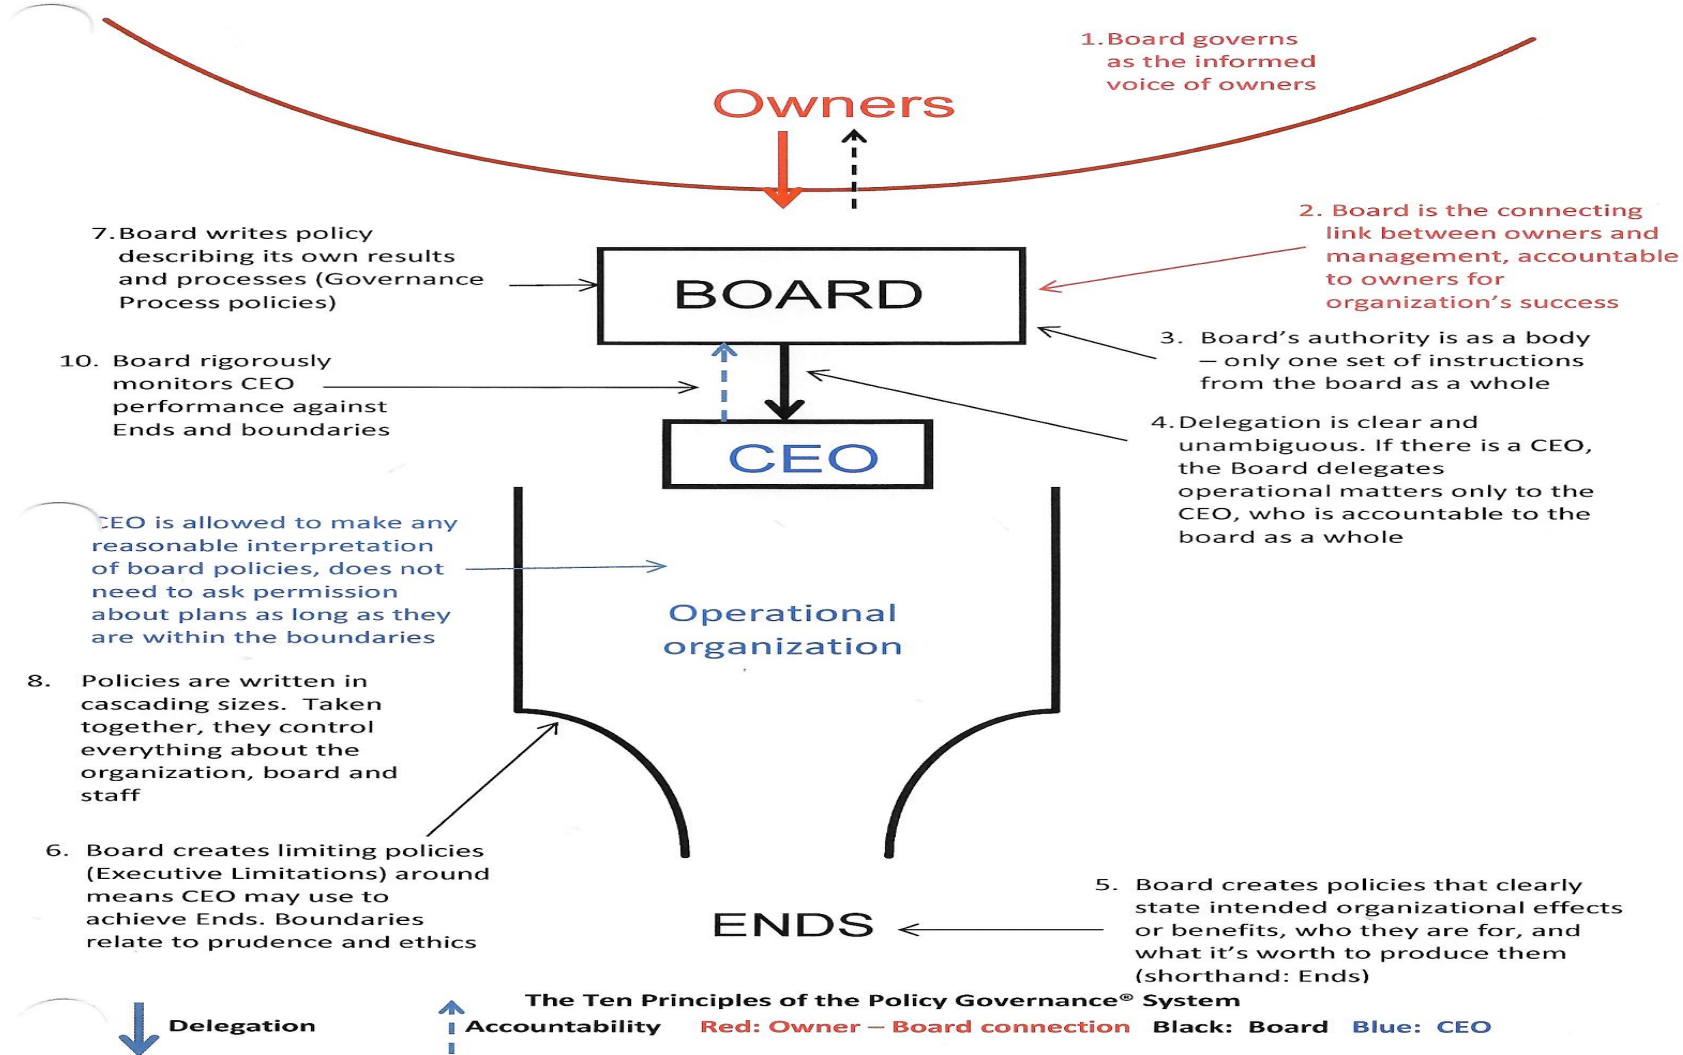 1.Board governs
as the informed
voice of owners
Owners
2. Board is the connecting
link between owners and
management, accountable
to owners for
organization's success
7.Board writes policy
describing its own results
and processes (Governance
Process policies)
BOARD
3. Board's authority is as a body
– only one set of instructions
from the board as a whole
10. Board rigorously
monitors CEO
performance against
Ends and boundaries
4.Delegation is clear and
unambiguous. If there is a CEO,
the Board delegates
operational matters only to the
CEO, who is accountable to the
board as a whole
CEO
CEO is allowed to make any
reasonable interpretation
of board policies, does not
need to ask permission
about plans as long as they
are within the boundaries
Operational
organization
8. Policies are written in
cascading sizes. Taken
together, they control
everything about the
organization, board and
staff
6. Board creates limiting policies
(Executive Limitations) around
means CEO may use to
achieve Ends. Boundaries
relate to prudence and ethics
ENDS
5. Board creates policies that clearly
state intended organizational effects
or benefits, who they are for, and
what it's worth to produce them
(shorthand: Ends)
The Ten Principles of the Policy Governance® System
Delegation Accountability Red: Owner – Board connection Black: Board Blue: CEO